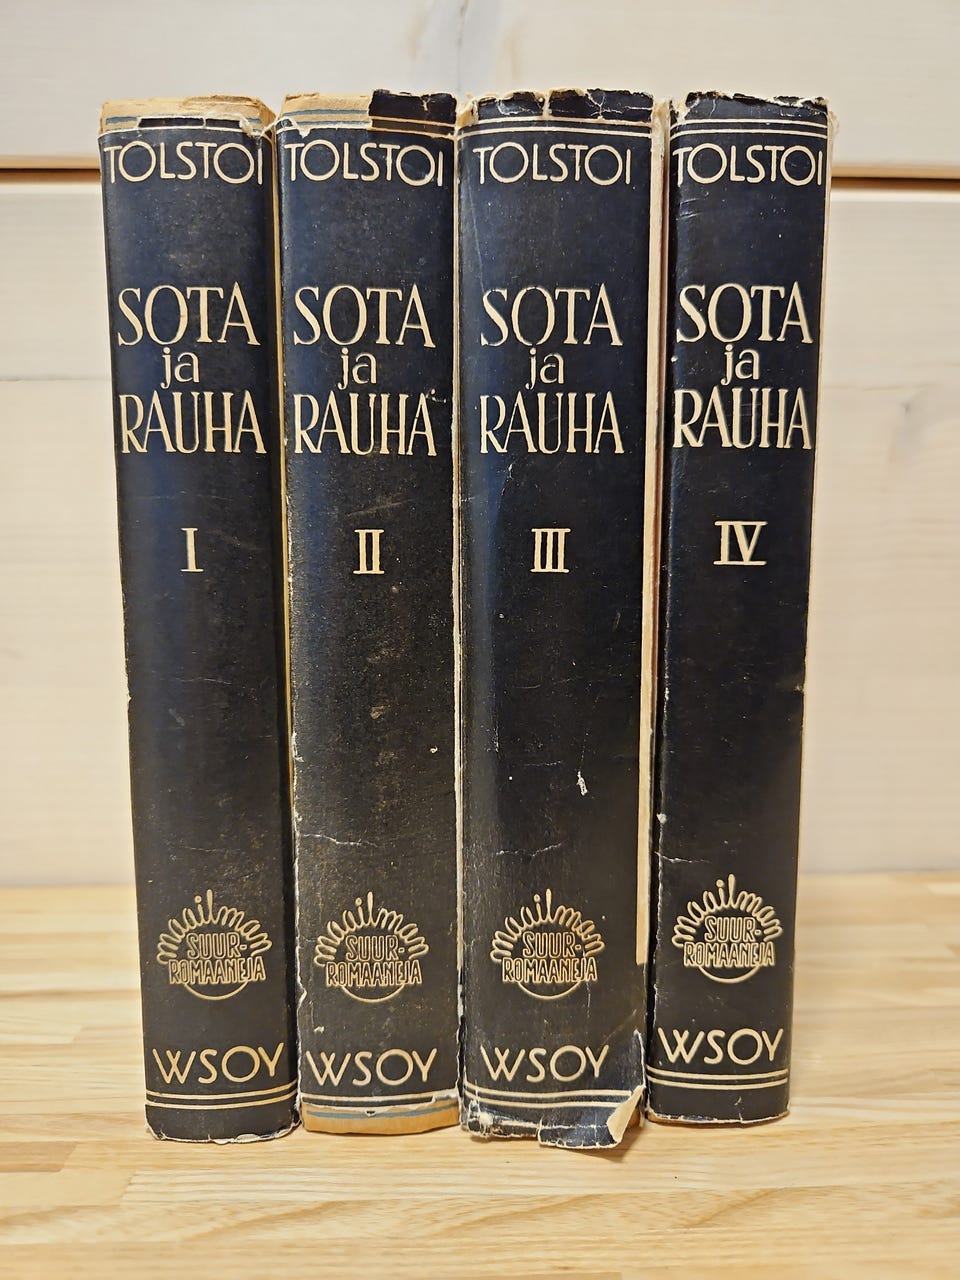 TOLSTOI
SOTA
ja
RAUHA
I
maailman
SUUR-
ROMAANEJA
WSOY
TOLSTOI
SOTA
ja
RAUHA
II
maailman
SUUR-
ROMAANEJA
WSOY
TOLSTOI
SOTA
ja
RAUHA
III
maailman
SUUR-
ROMAANEJA
WSOY
TOLSTOI
SOTA
ja
RAUHA
IV
maailman
SUUR-
ROMAANEJA
WSOY